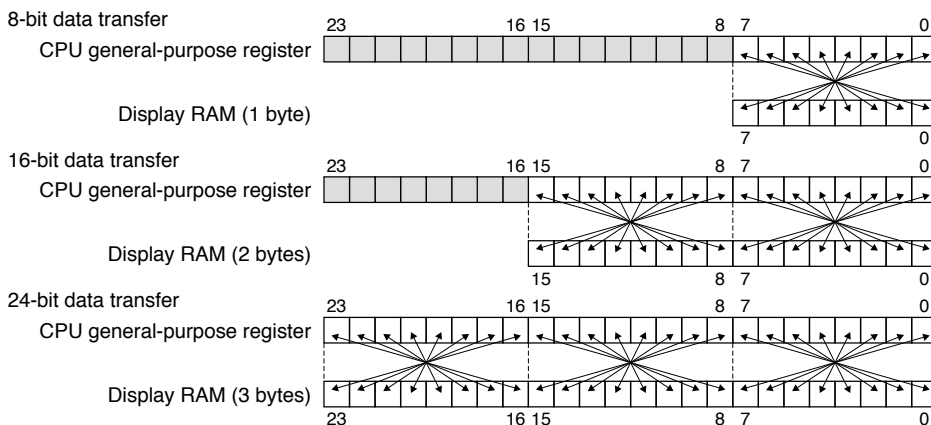 8-bit data transfer
23 16 15 8 7 0
CPU general-purpose register
Display RAM (1 byte)
7 0
16-bit data transfer
23 16 15 8 7 0
CPU general-purpose register
Display RAM (2 bytes)
15 8 7 0
24-bit data transfer
23 16 15 8 7 0
CPU general-purpose register
Display RAM (3 bytes)
23 16 15 8 7 0